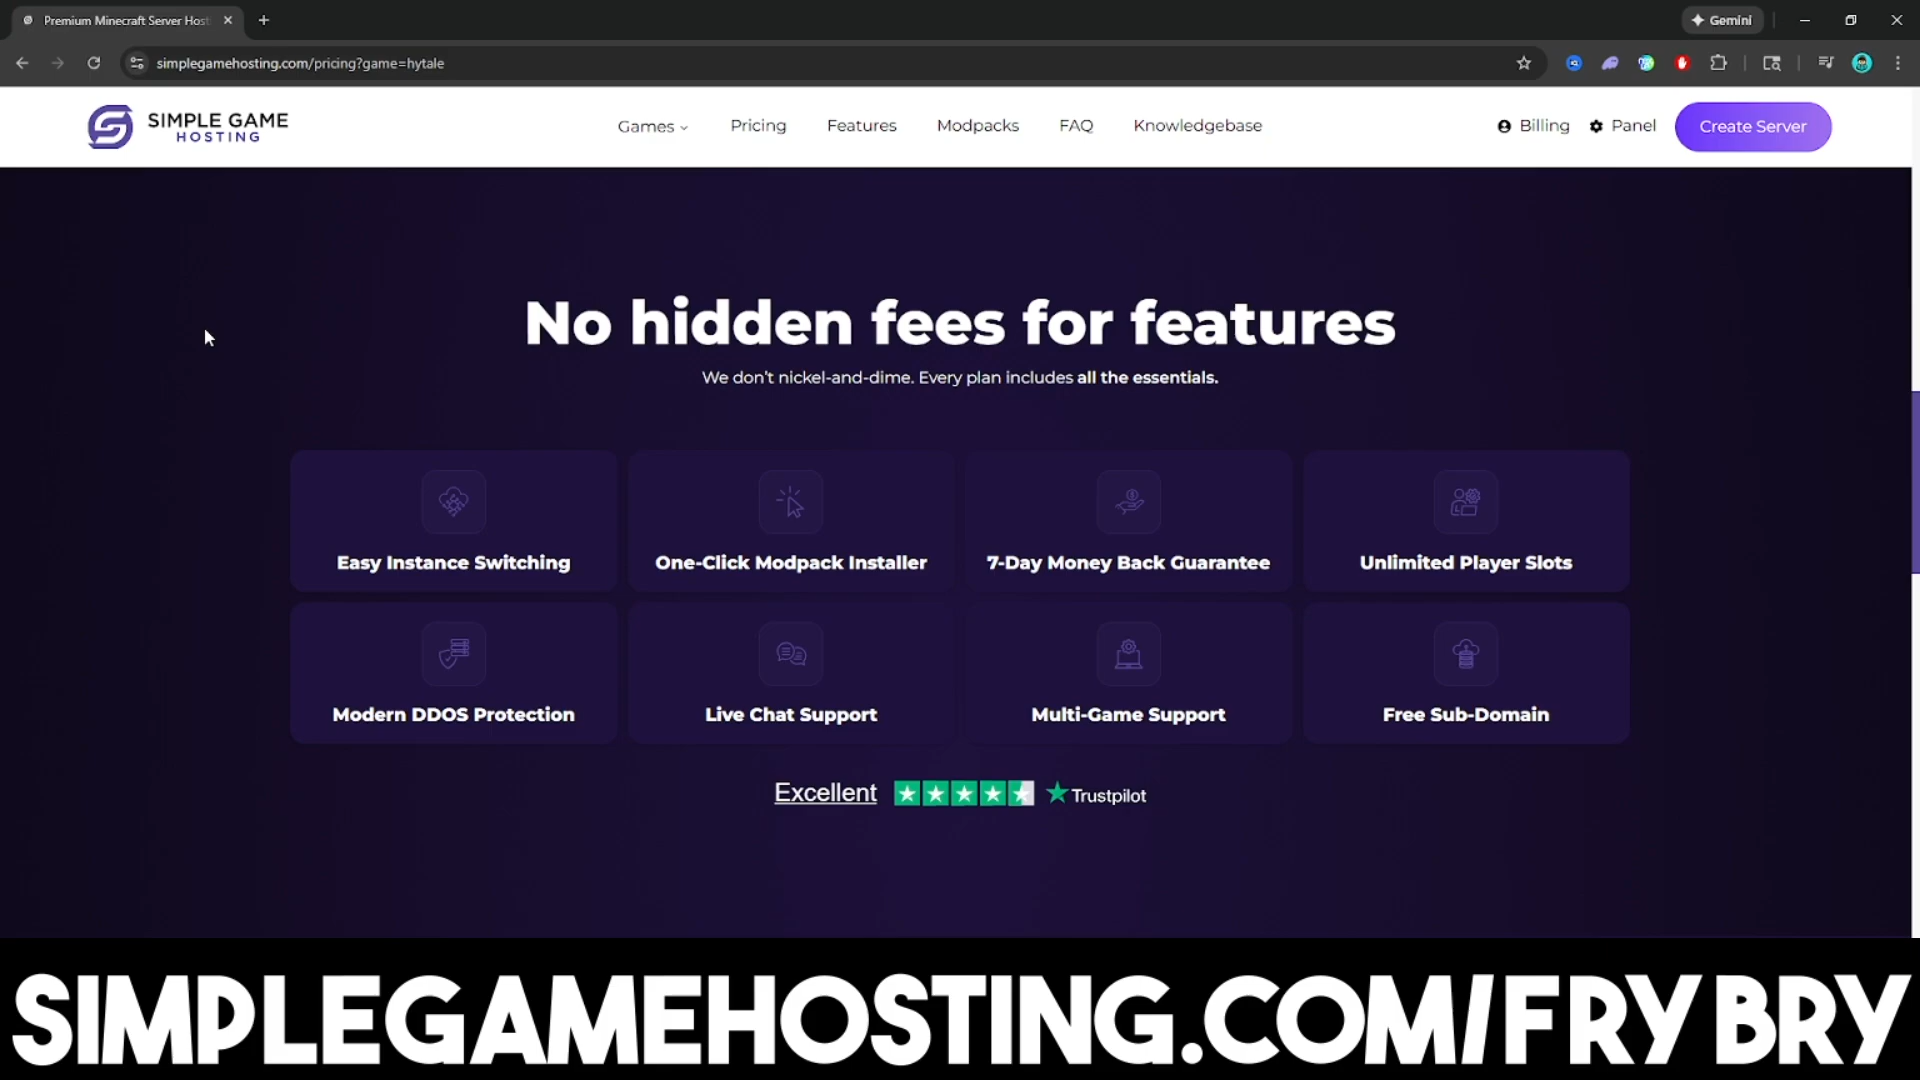 Premium Minecraft Server Host
Gemini
simplegamehosting.com/pricing?game=hytale
SIMPLE GAME
HOSTING
Games
Pricing
Features
Modpacks
FAQ
Knowledgebase
Billing
Panel
Create Server
No hidden fees for features
We don't nickel-and-dime. Every plan includes all the essentials.
Easy Instance Switching
One-Click Modpack Installer
7-Day Money Back Guarantee
Unlimited Player Slots
Modern DDOS Protection
Live Chat Support
Multi-Game Support
Free Sub-Domain
Excellent
Trustpilot
SIMPLEGAMEHOSTING.COM/FRYBRY